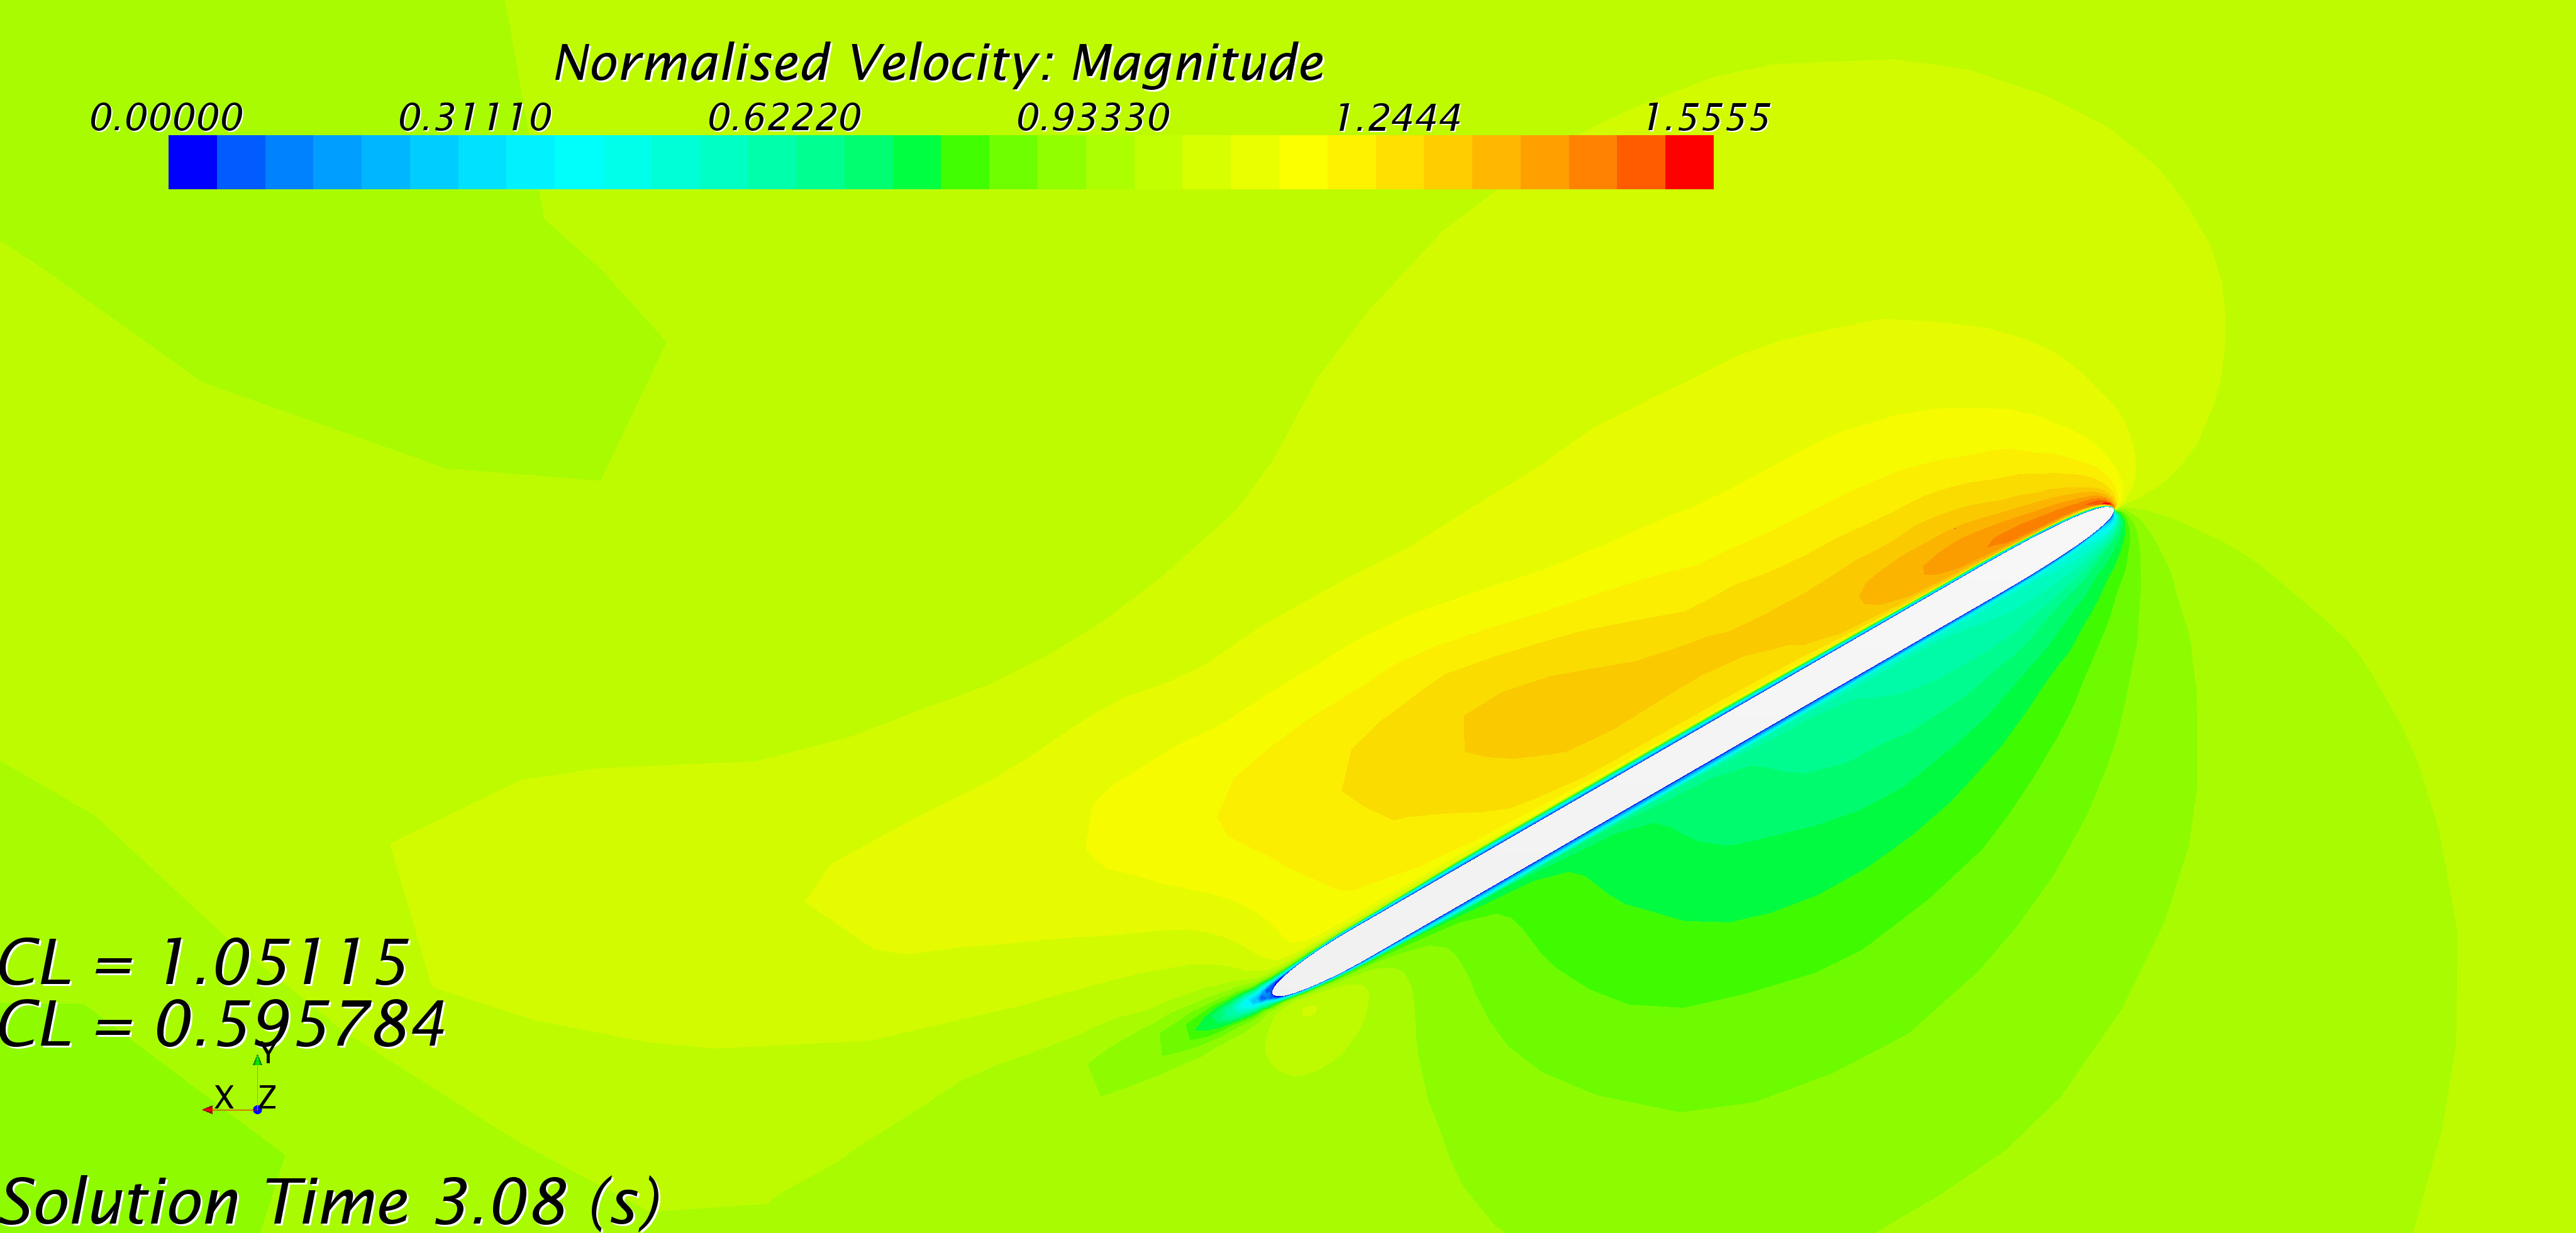 Normalised Velocity: Magnitude
0.00000 0.31110 0.62220 0.93330 1.2444 1.5555
CL = 1.05115
CL = 0.595784
Y
X Z
Solution Time 3.08 (s)